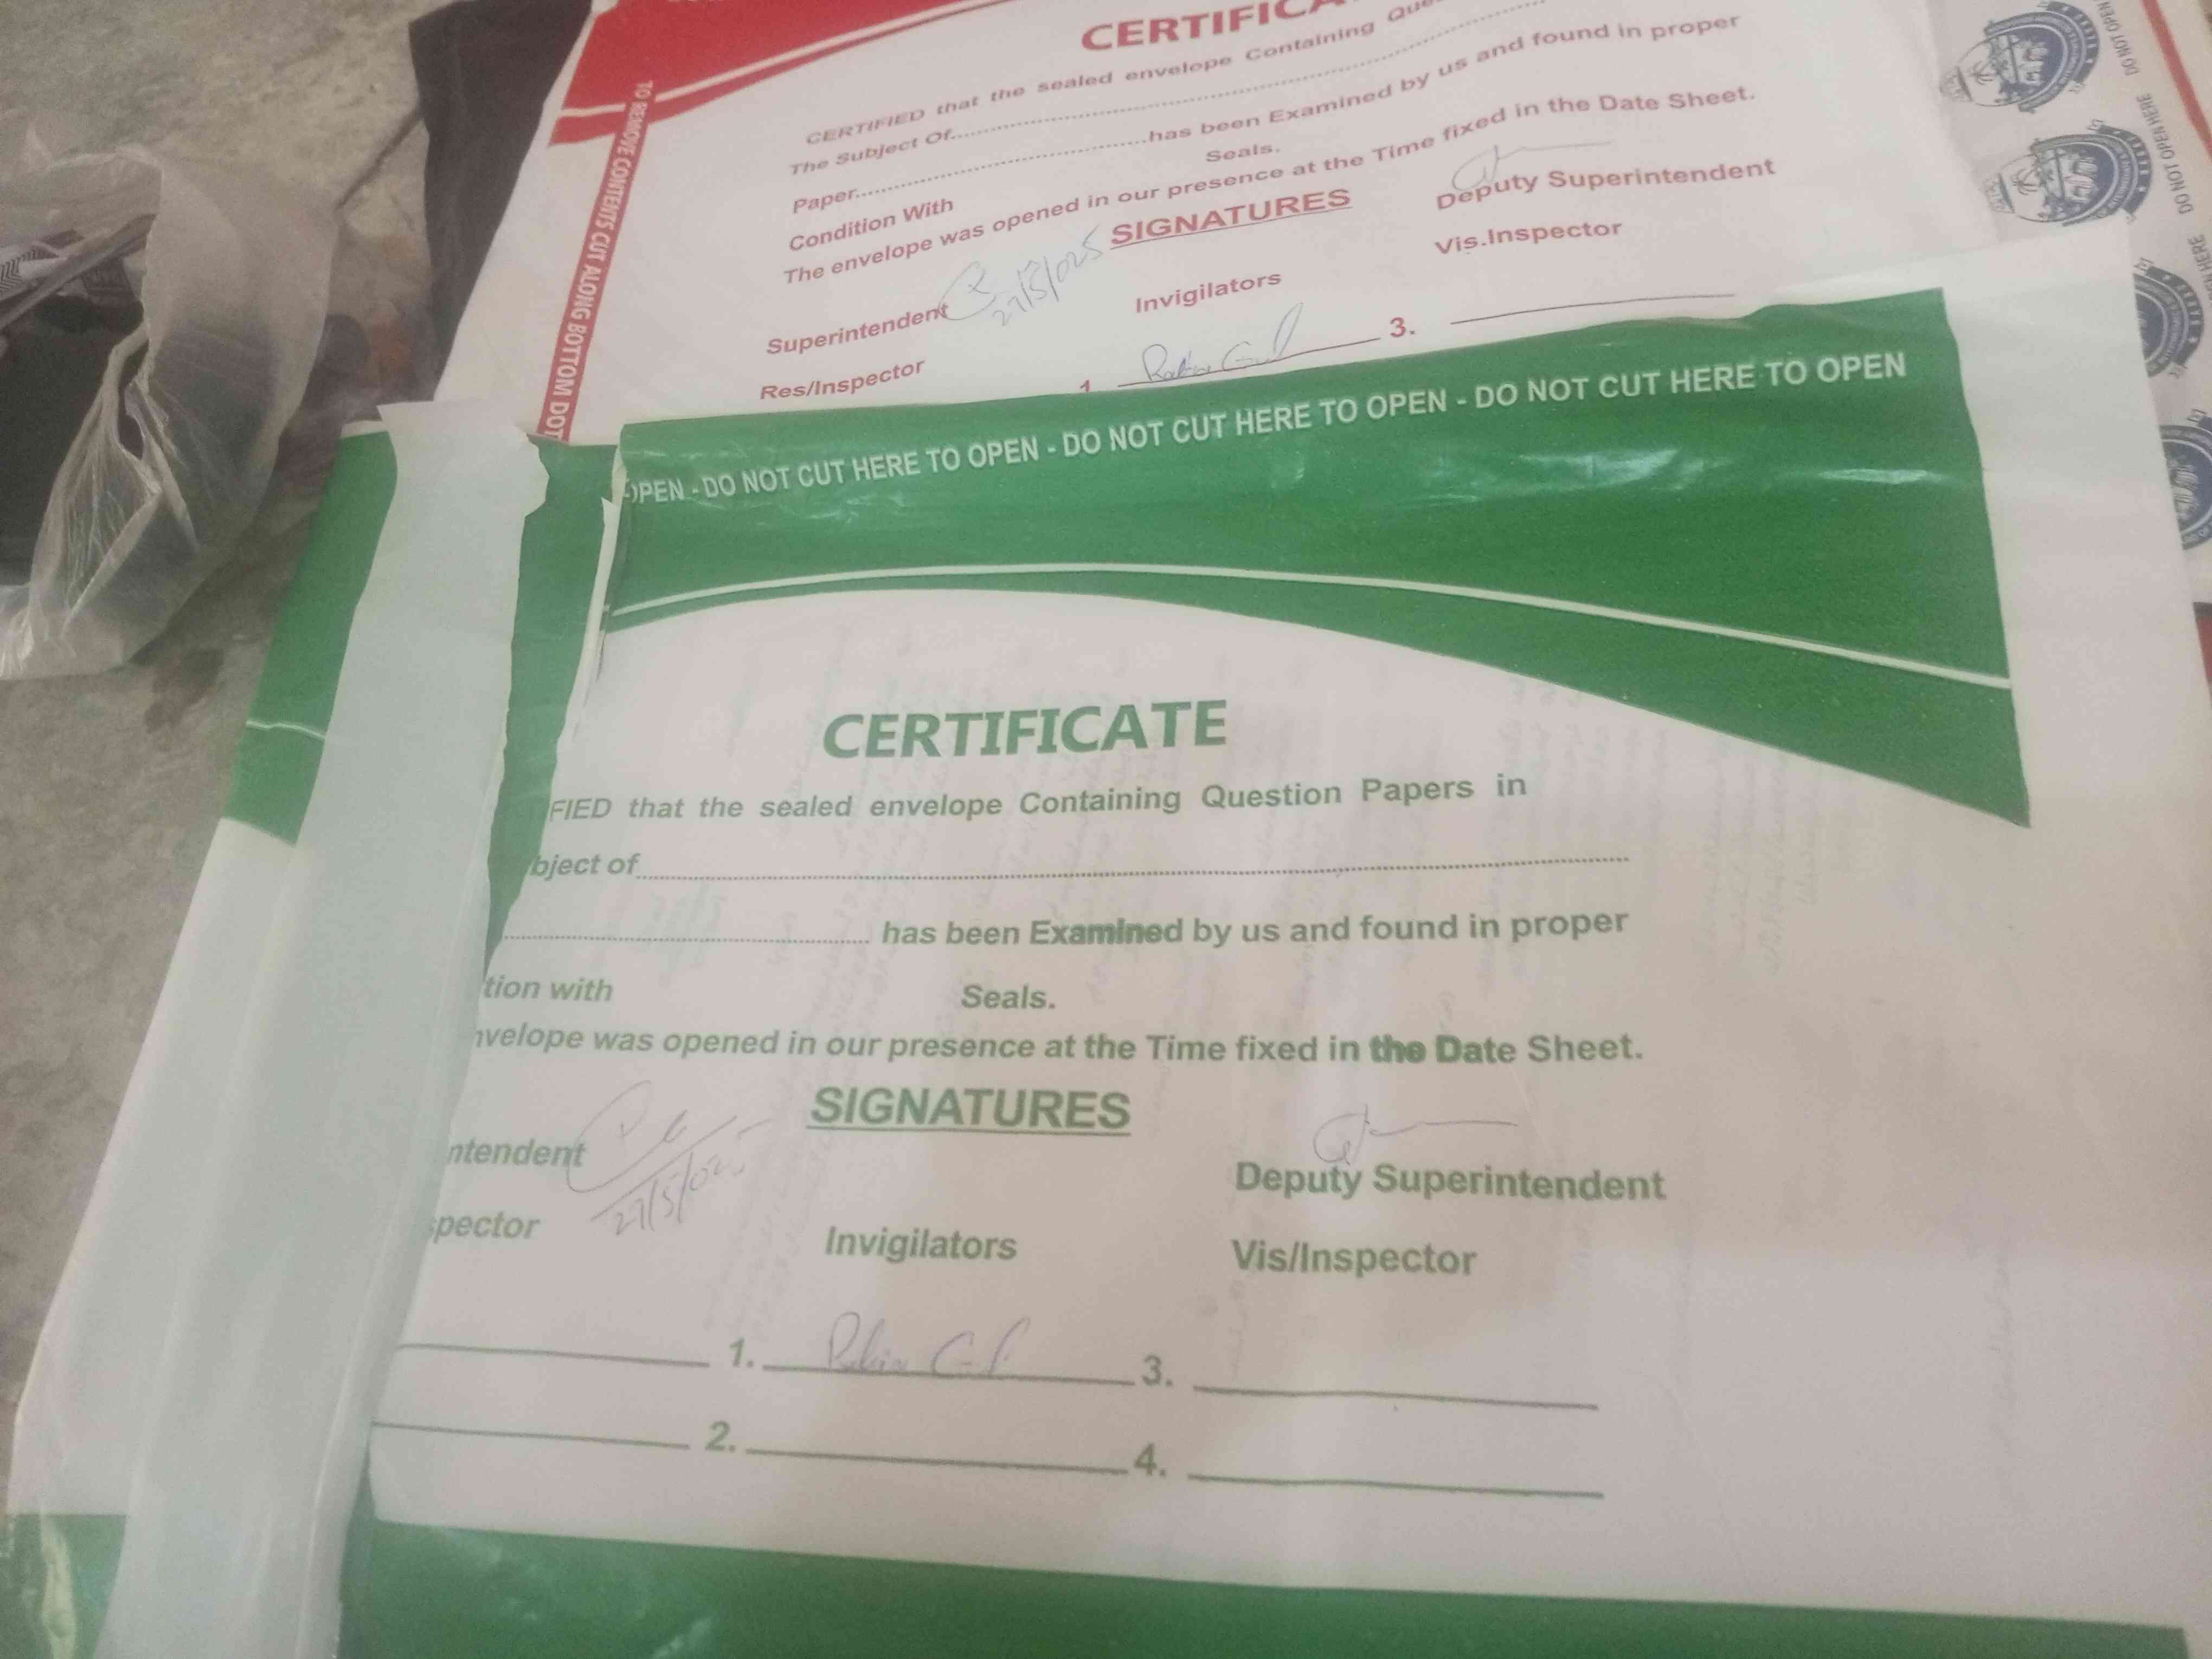 CERTIFICA
CERTIFIED that the sealed envelope Containing Que
The Subject Of
Paper has been Examined by us and found in proper
Condition With Seals.
The envelope was opened in our presence at the Time fixed in the Date Sheet.
SIGNATURES
Superintendent 27/5/025 Deputy Superintendent
Res/Inspector Invigilators Vis.Inspector
1 3.
TO REMOVE CONTENTS CUT ALONG BOTTOM DOT
DO NOT OPEN
DO NOT OPEN HERE
HERE
OPEN - DO NOT CUT HERE TO OPEN - DO NOT CUT HERE TO OPEN - DO NOT CUT HERE TO OPEN
CERTIFICATE
FIED that the sealed envelope Containing Question Papers in
bject of
has been Examined by us and found in proper
tion with Seals.
nvelope was opened in our presence at the Time fixed in the Date Sheet.
SIGNATURES
ntendent 27/5/025 Deputy Superintendent
spector Invigilators Vis/Inspector
1. 3.
2. 4.